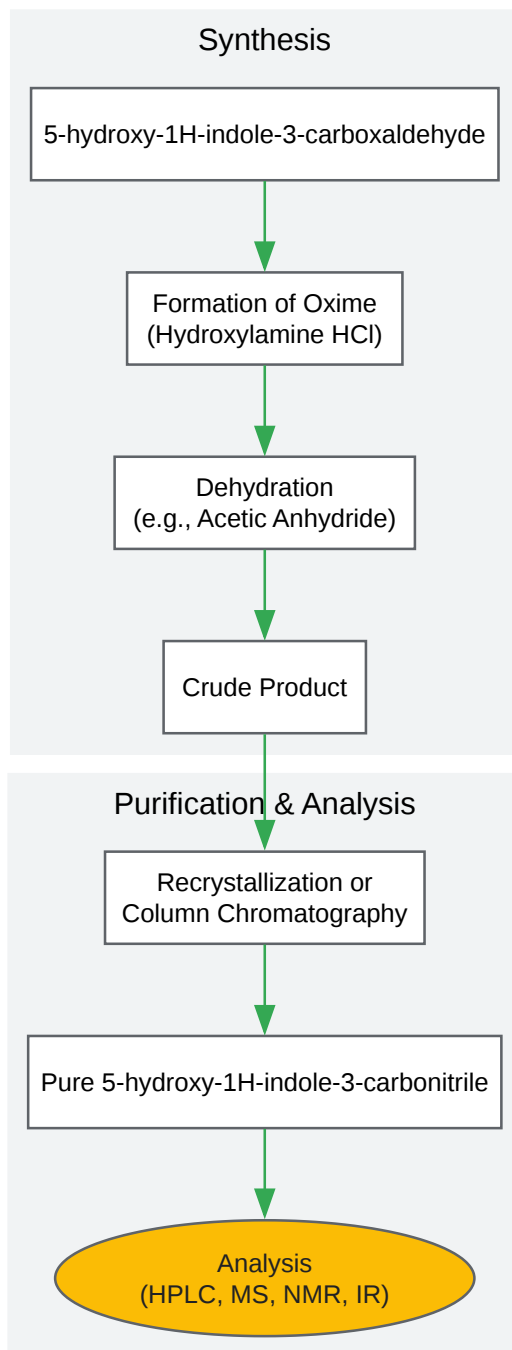 Synthesis
5-hydroxy-1H-indole-3-carboxaldehyde
Formation of Oxime
(Hydroxylamine HCl)
Dehydration
(e.g., Acetic Anhydride)
Crude Product
Purification & Analysis
Recrystallization or
Column Chromatography
Pure 5-hydroxy-1H-indole-3-carbonitrile
Analysis
(HPLC, MS, NMR, IR)